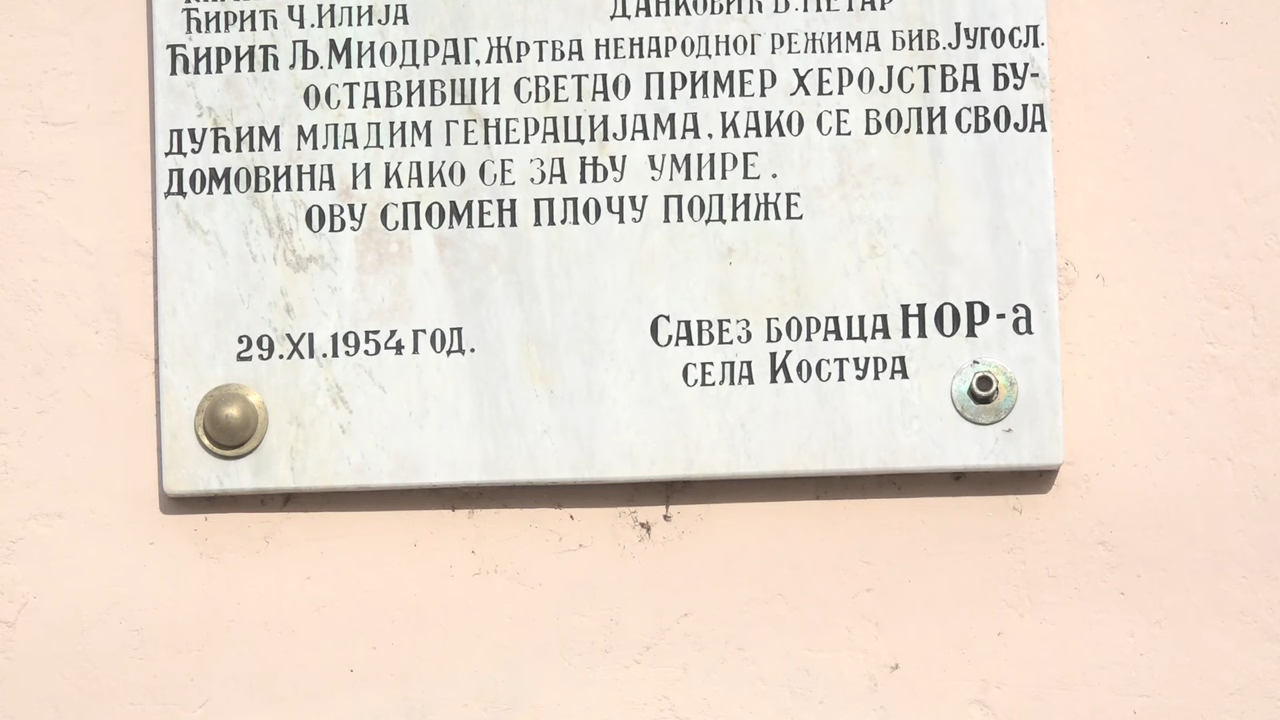 Ћирић Ч. Илија
Данковић В. Петар
Ћирић Љ. Миодраг, жртва ненародног режима бив. Југосл.
ОСТАВИВШИ СВЕТАО ПРИМЕР ХЕРОЈСТВА БУ-
ДУЋИМ МЛАДИМ ГЕНЕРАЦИЈАМА, КАКО СЕ ВОЛИ СВОЈА
ДОМОВИНА И КАКО СЕ ЗА ЊУ УМИРЕ.
ОВУ СПОМЕН ПЛОЧУ ПОДИЖЕ
29.XI.1954 ГОД.
САВЕЗ БОРАЦА НОР-а
СЕЛА КОСТУРА